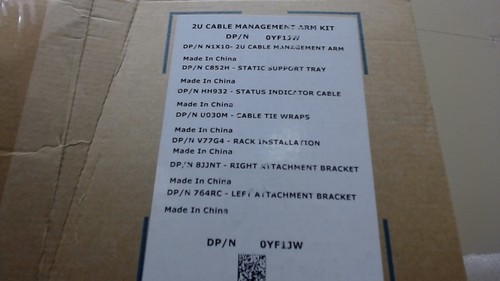 2U CABLE MANAGEMENT ARM KIT
DP/N 0YF1JW
DP/N N1X10- 2U CABLE MANAGEMENT ARM
Made In China
DP/N C852H - STATIC SUPPORT TRAY
Made In China
DP/N HH932 - STATUS INDICATOR CABLE
Made In China
DP/N U030M - CABLE TIE WRAPS
Made In China
DP/N V77G4 - RACK INSTALLATION
Made In China
DP/N 8JJNT - RIGHT ATTACHMENT BRACKET
Made In China
DP/N 764RC - LEFT ATTACHMENT BRACKET
Made In China
DP/N 0YF1JW